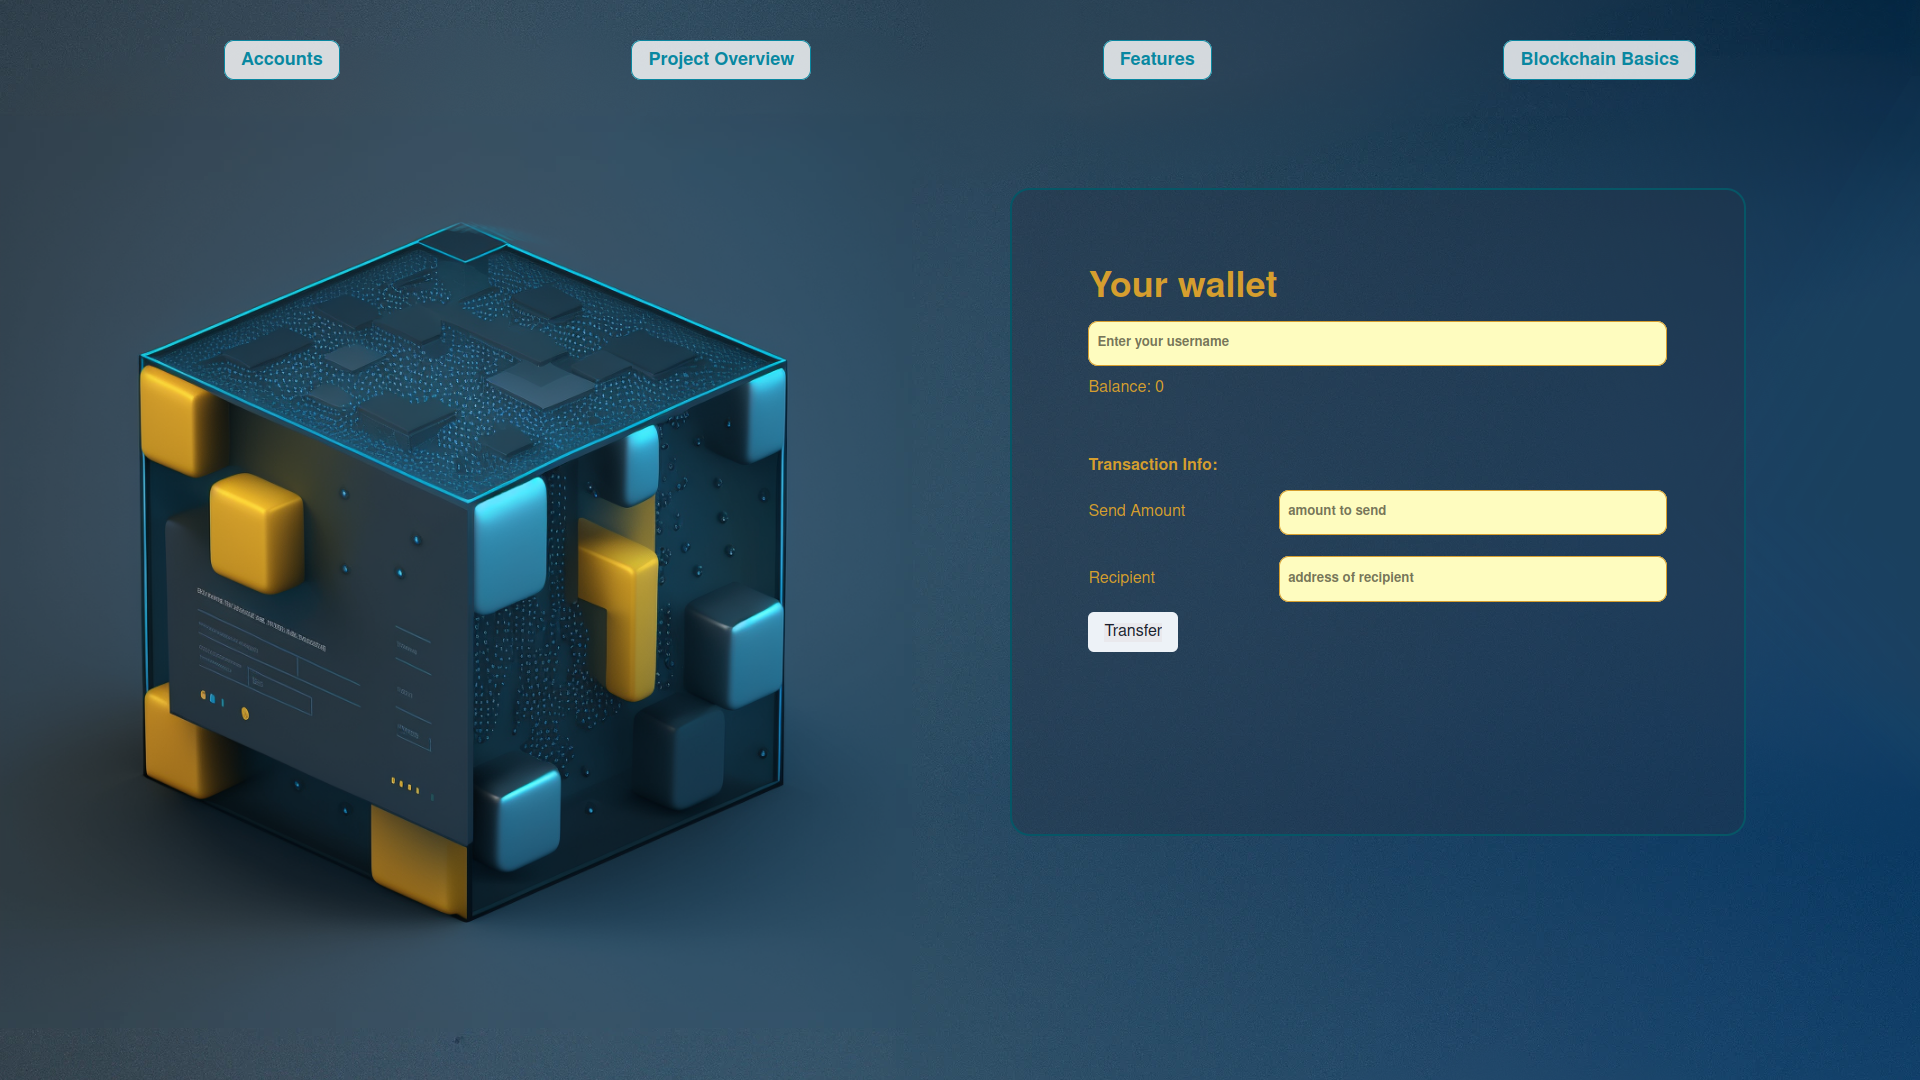 Accounts
Project Overview
Features
Blockchain Basics
Your wallet
Enter your username
Balance: 0
Transaction Info:
Send Amount
amount to send
Recipient
address of recipient
Transfer